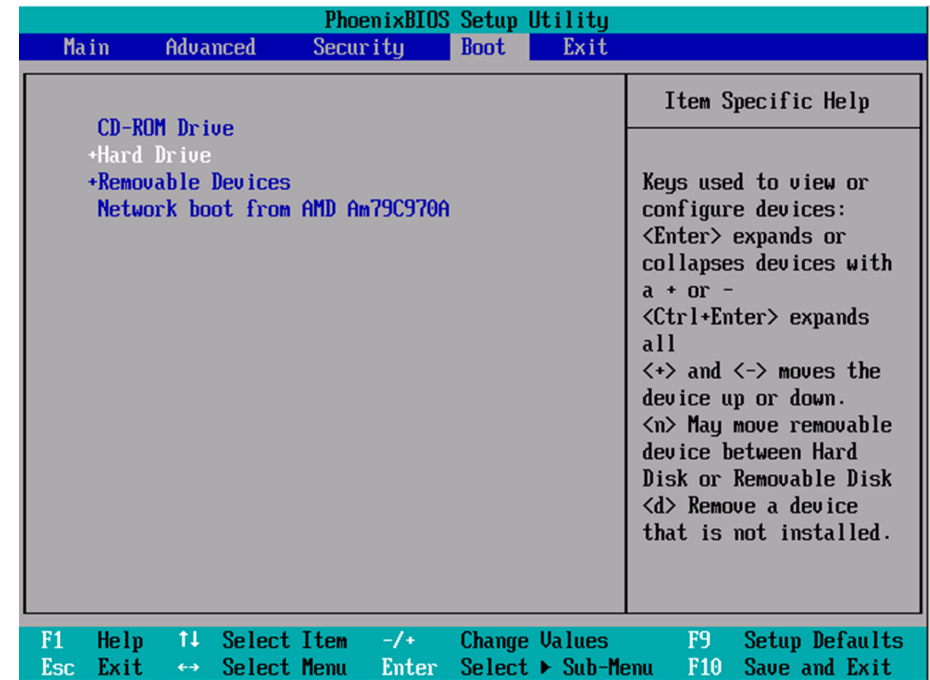 PhoenixBIOS Setup Utility
Main Advanced Security Boot Exit
CD-ROM Drive
+Hard Drive
+Removable Devices
Network boot from AMD Am79C970A
Item Specific Help
Keys used to view or
configure devices:
<Enter> expands or
collapses devices with
a + or -
<Ctrl+Enter> expands
all
<+> and <-> moves the
device up or down.
<n> May move removable
device between Hard
Disk or Removable Disk
<d> Remove a device
that is not installed.
F1 Help ↑↓ Select Item -/+ Change Values F9 Setup Defaults
Esc Exit ↔ Select Menu Enter Select ▶ Sub-Menu F10 Save and Exit